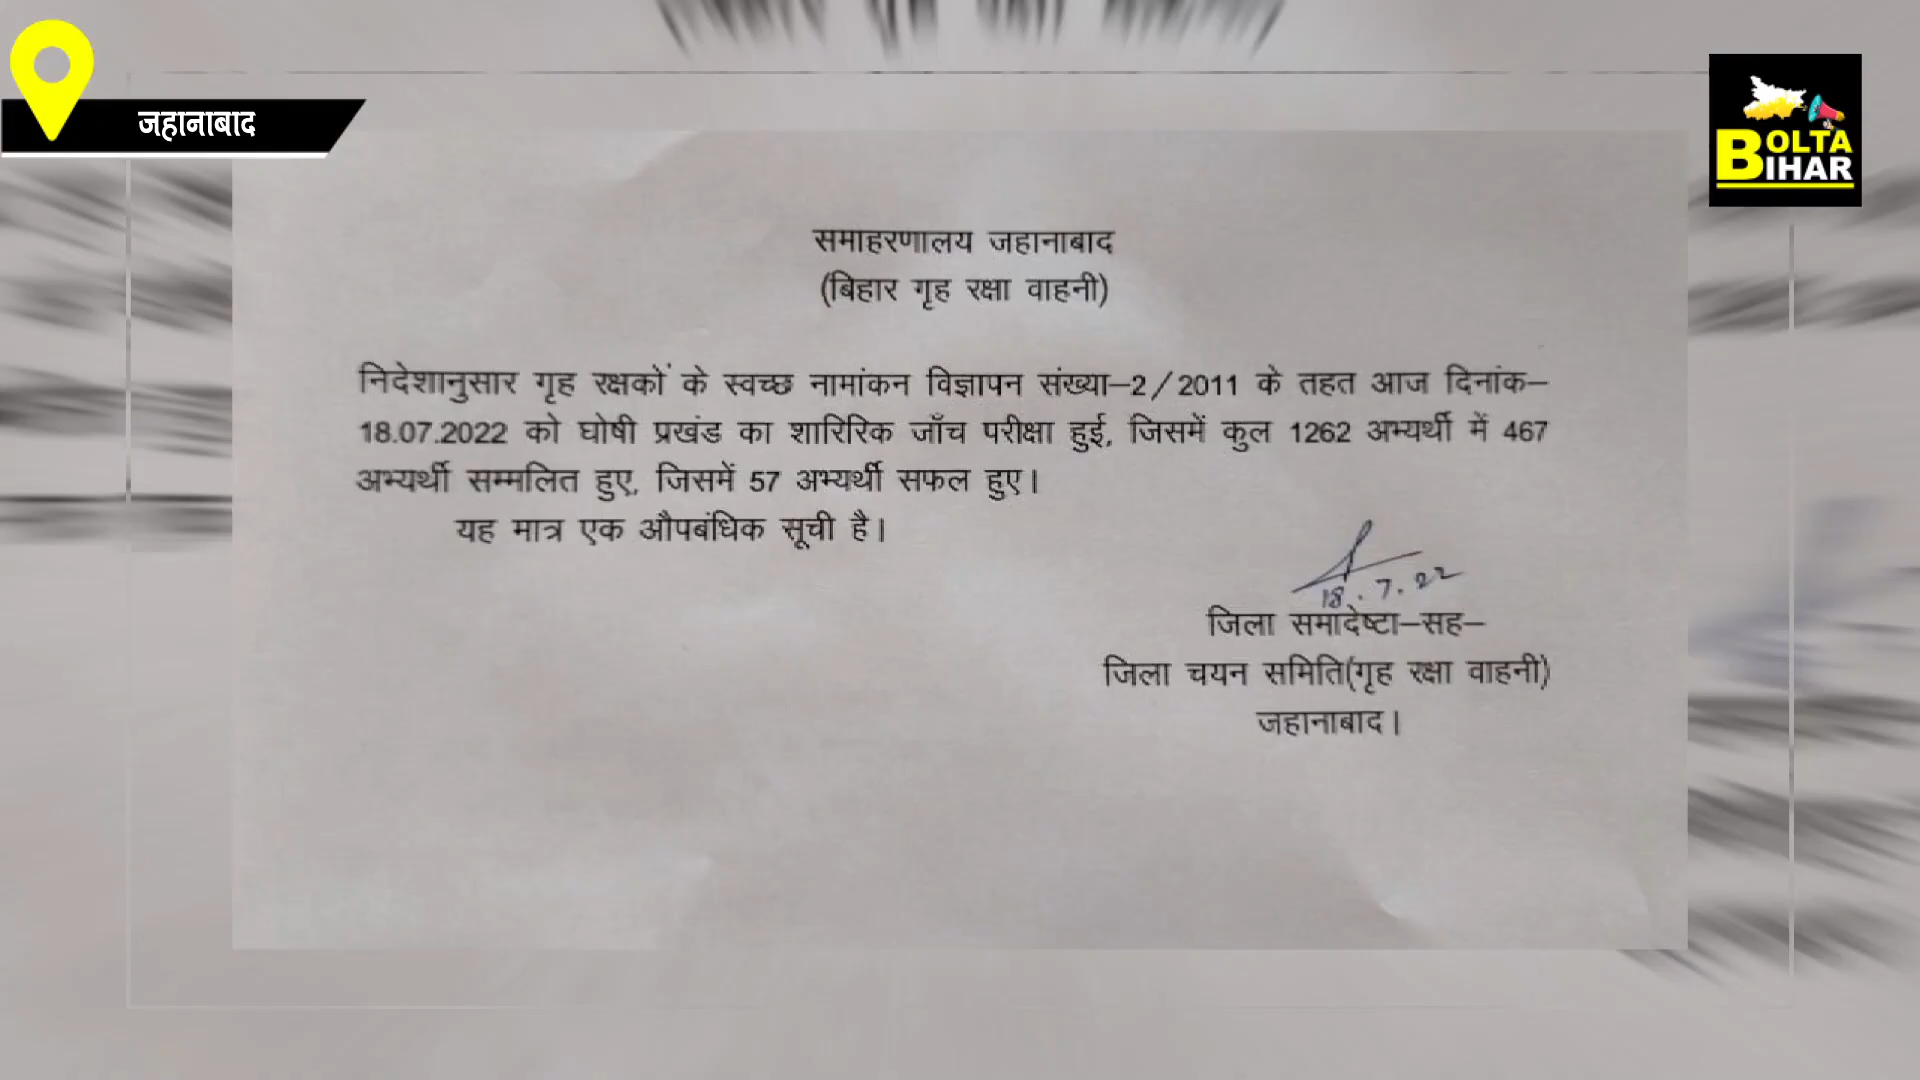 जहानाबाद
BOLTA
BIHAR
समाहरणालय जहानाबाद
(बिहार गृह रक्षा वाहनी)
निदेशानुसार गृह रक्षकों के स्वच्छ नामांकन विज्ञापन संख्या–2/2011 के तहत आज दिनांक–
18.07.2022 को घोषी प्रखंड का शारिरिक जाँच परीक्षा हुई, जिसमें कुल 1262 अभ्यर्थी में 467
अभ्यर्थी सम्मलित हुए, जिसमें 57 अभ्यर्थी सफल हुए।
यह मात्र एक औपबंधिक सूची है।
18.7.22
जिला समादेष्टा–सह–
जिला चयन समिति(गृह रक्षा वाहनी)
जहानाबाद।